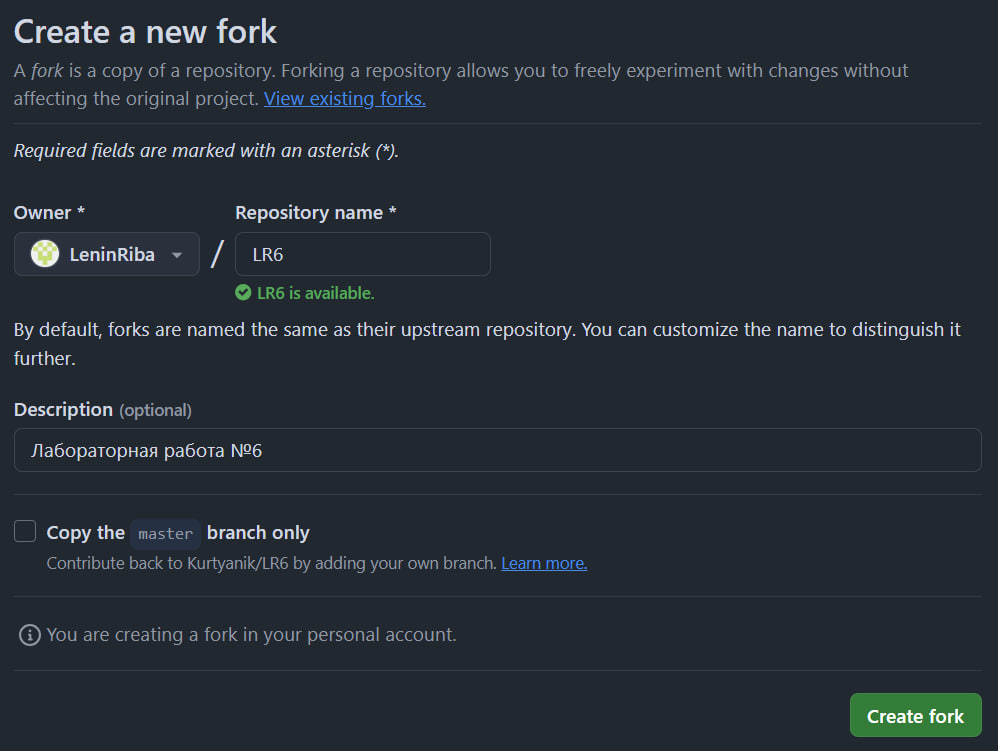 Create a new fork
A fork is a copy of a repository. Forking a repository allows you to freely experiment with changes without
affecting the original project. View existing forks.
Required fields are marked with an asterisk (*).
Owner * Repository name *
LeninRiba / LR6
LR6 is available.
By default, forks are named the same as their upstream repository. You can customize the name to distinguish it
further.
Description (optional)
Лабораторная работа №6
Copy the master branch only
Contribute back to Kurtyanik/LR6 by adding your own branch. Learn more.
You are creating a fork in your personal account.
Create fork